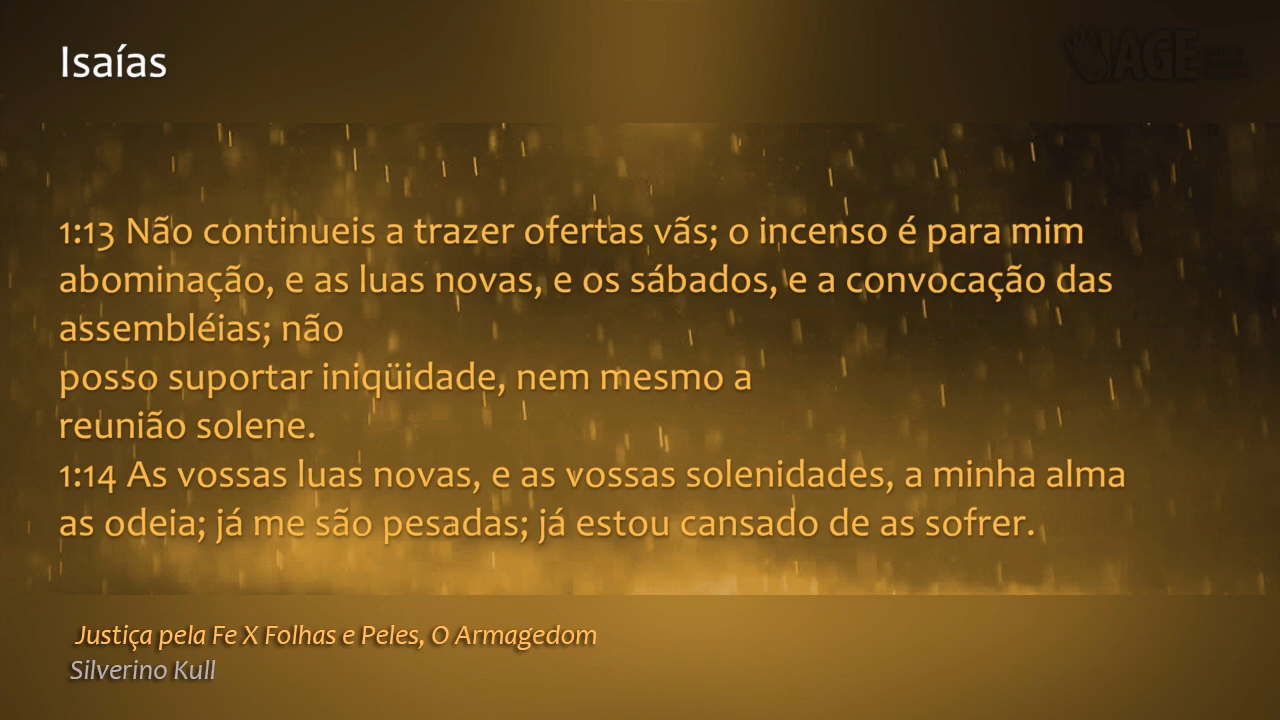 Isaías
IAGE
1:13 Não continueis a trazer ofertas vãs; o incenso é para mim
abominação, e as luas novas, e os sábados, e a convocação das
assembléias; não
posso suportar iniqüidade, nem mesmo a
reunião solene.
1:14 As vossas luas novas, e as vossas solenidades, a minha alma
as odeia; já me são pesadas; já estou cansado de as sofrer.
Justiça pela Fe X Folhas e Peles, O Armagedom
Silverino Kull